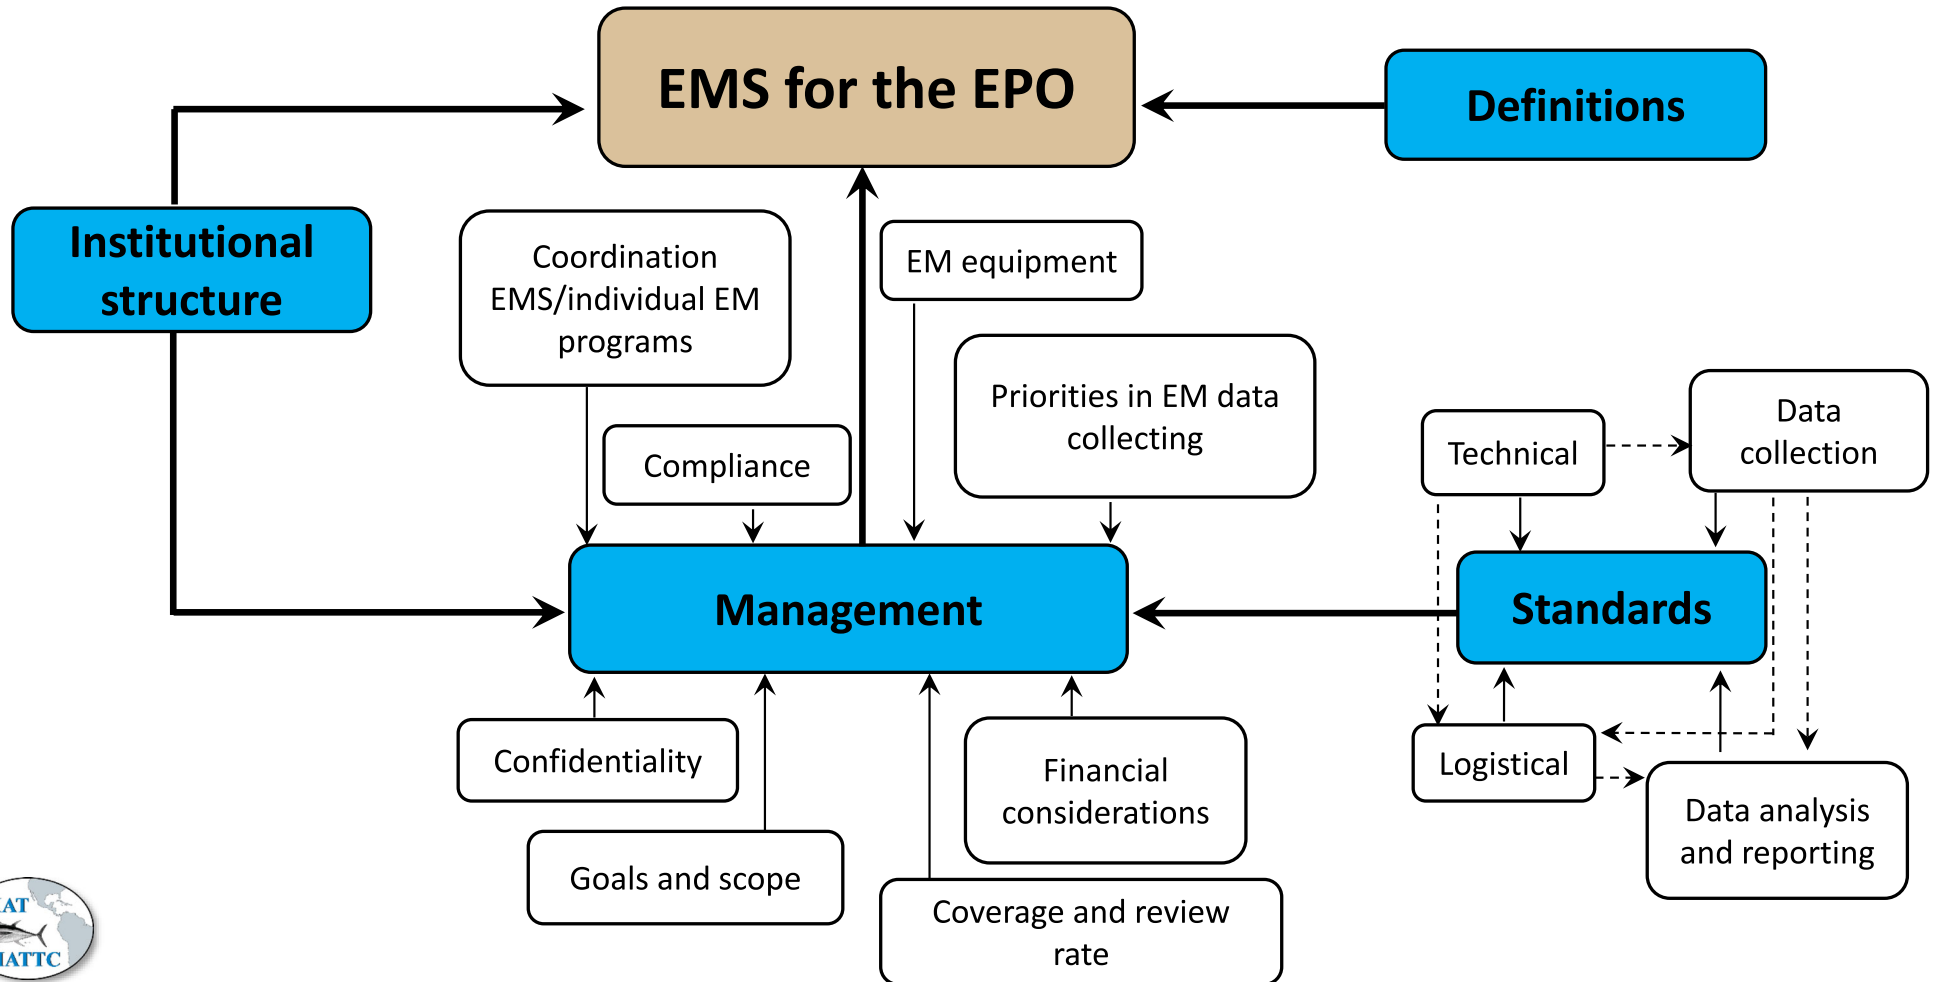 EMS for the EPO
Definitions
Institutional
structure
Coordination
EMS/individual EM
programs
EM equipment
Priorities in EM data
collecting
Compliance
Technical
Data
collection
Management
Standards
Confidentiality
Financial
considerations
Logistical
Goals and scope
Data analysis
and reporting
Coverage and review
rate
IATTC